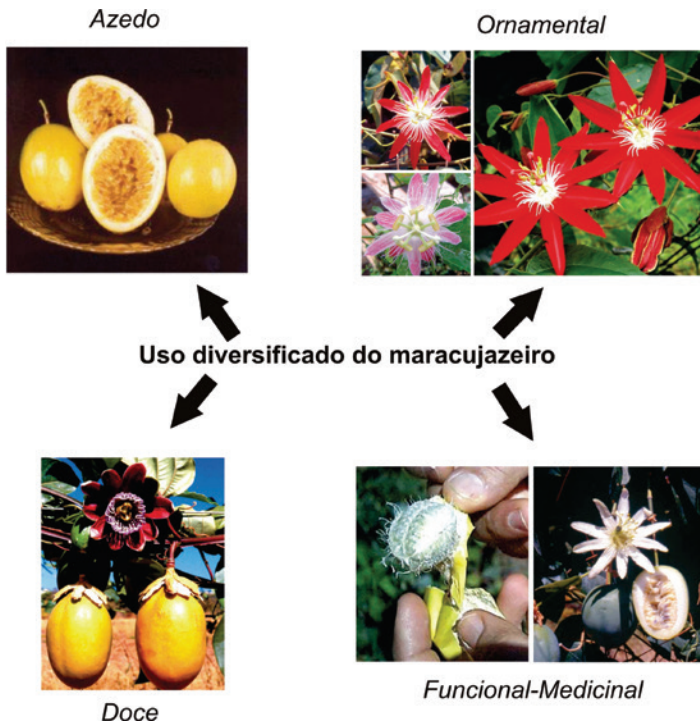 Azedo
Ornamental
Uso diversificado do maracujazeiro
Doce
Funcional-Medicinal